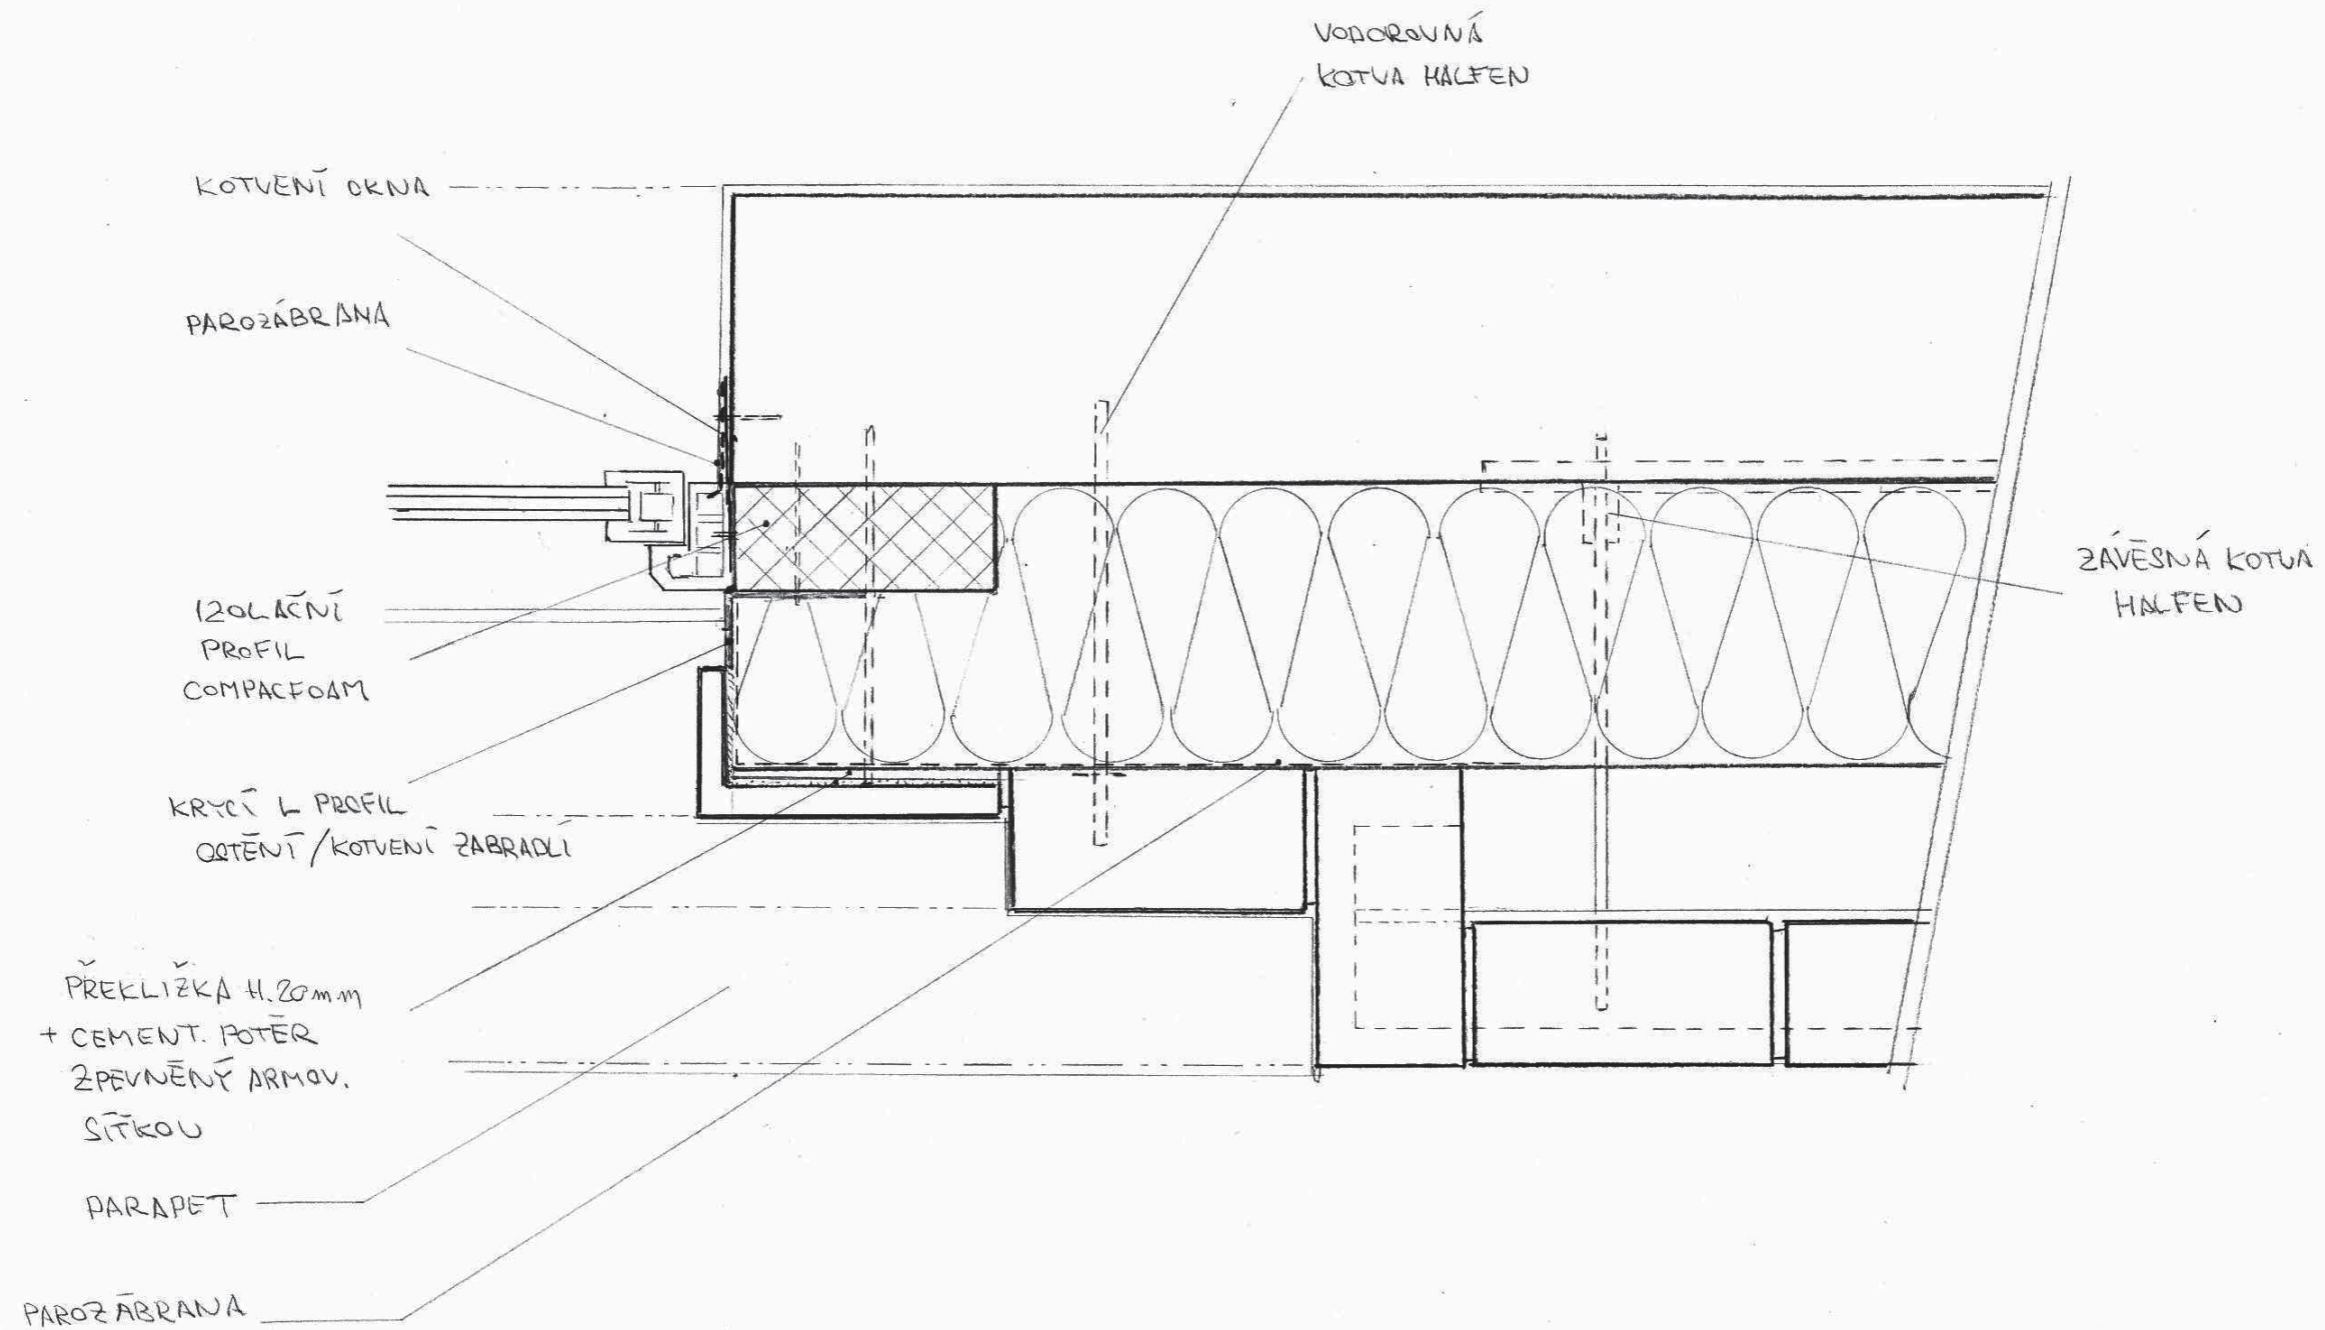 VODOROVNÁ
KOTVA HALFEN
KOTVENÍ OKNA
PAROZÁBRANA
IZOLAČNÍ
PROFIL
COMPACFOAM
ZÁVĚSNÁ KOTVA
HALFEN
KRYCÍ L PROFIL
OSTĚNÍ / KOTVENÍ ZÁBRADLÍ
PŘEKLIŽKA tl. 20mm
+ CEMENT. POTĚR
ZPEVNĚNÝ ARMOV.
SÍŤKOU
PARAPET
PAROZÁBRANA